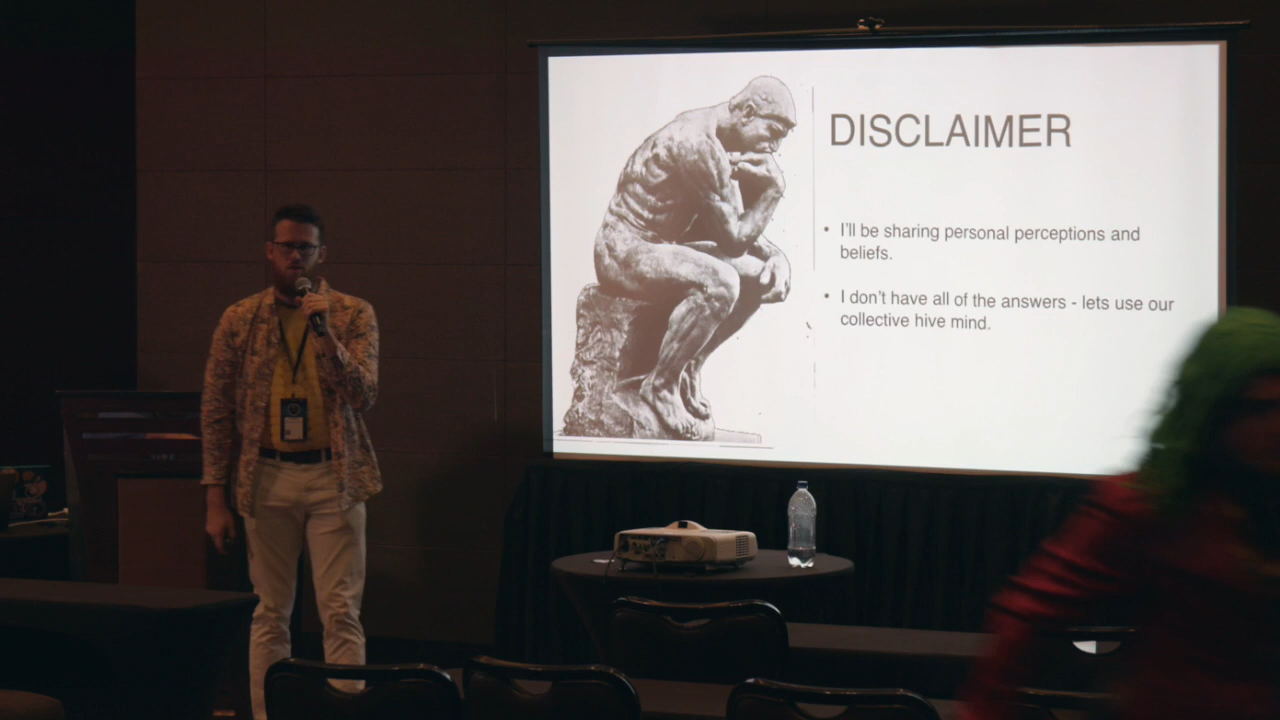 DISCLAIMER
• I'll be sharing personal perceptions and
beliefs.
• I don't have all of the answers - lets use our
collective hive mind.